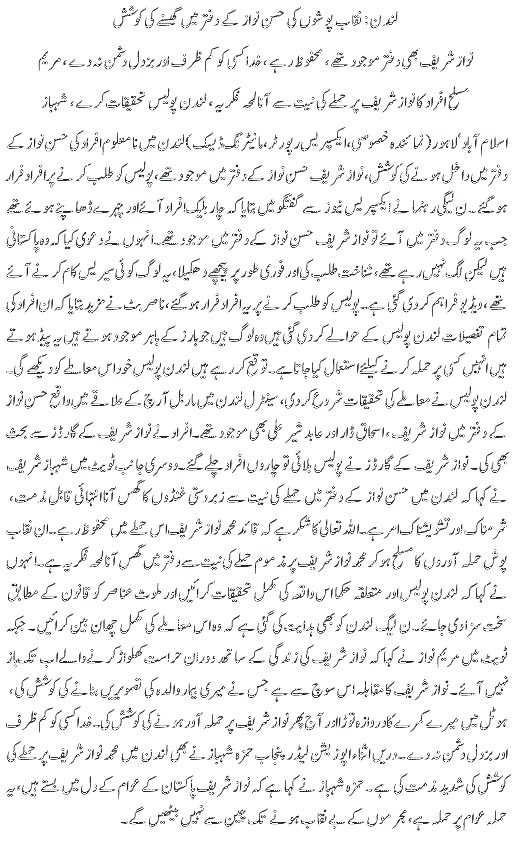 لندن: نقاب پوشوں کی حسن نواز کے دفتر میں گھسنے کی کوشش
نواز شریف بھی دفتر موجود تھے، محفوظ رہے، خدا کسی کو کم ظرف اور بزدل دشمن نہ دے، مریم
مسلح افراد کا نواز شریف پر حملے کی نیت سے آنا لمحہ فکریہ، لندن پولیس تحقیقات کرے، شہباز
اسلام آباد‘ لاہور (نمائندہ خصوصی، ایکسپریس رپورٹر، مانیٹرنگ ڈیسک) لندن میں نامعلوم افراد کی حسن نواز کے
دفتر میں داخل ہونے کی کوشش، نواز شریف حسن نواز کے دفتر میں موجود تھے، پولیس کو طلب کرنے پر افراد فرار
ہو گئے۔ ن لیگی رہنما نے ایکسپریس نیوز سے گفتگو میں بتایا کہ چار بلیک افراد آئے اور چہرے ڈھانپے ہوئے تھے
جب یہ لوگ دفتر میں آئے تو نواز شریف حسن نواز کے دفتر میں موجود تھے۔ انہوں نے دعویٰ کیا کہ وہ پاکستانی
ہیں لیکن لگ نہیں رہے تھے، شناخت طلب کی اور فوری طور پر پیچھے دھکیلا، یہ لوگ کوئی سیریس کام کرنے آئے
تھے، ویڈیو فراہم کر دی گئی ہے۔ پولیس کو طلب کرنے پر یہ افراد فرار ہو گئے، ناصر بٹ نے مزید بتایا کہ ان افراد کی
تمام تفصیلات لندن پولیس کے حوالے کر دی گئی ہیں وہ لوگ ہیں جو بارز کے باہر موجود ہوتے ہیں یہ پیڈ ہوتے
ہیں انہیں کسی پر حملہ کرنے کیلئے استعمال کیا جاتا ہے۔ توقع کر رہے ہیں لندن پولیس خود اس معاملے کو دیکھے گی۔
لندن پولیس نے معاملے کی تحقیقات شروع کر دی، سینٹرل لندن میں ماربل آرچ کے علاقے میں واقع حسن نواز
کے دفتر میں نواز شریف، اسحاق ڈار اور عابد شیر علی بھی موجود تھے۔ افراد نے نواز شریف کے گارڈز سے بحث
بھی کی۔ نواز شریف کے گارڈز نے پولیس بلائی تو چاروں افراد چلے گئے۔ دوسری جانب ٹویٹ میں شہباز شریف
نے کہا کہ لندن میں حسن نواز کے دفتر میں حملے کی نیت سے زبردستی غنڈوں کا گھس آنا انتہائی قابل مذمت،
شرمناک اور تشویشناک امر ہے۔ اللہ تعالی کا شکر ہے کہ قائد محمد نواز شریف اس حملے میں محفوظ رہے۔ ان نقاب
پوش حملہ آوروں کا مسلح ہو کر محمد نواز شریف پر مذموم حملے کی نیت سے دفتر میں گھس آنا لمحہ فکریہ ہے۔ انہوں
نے کہا کہ لندن پولیس اور متعلقہ حکام اس واقعہ کی مکمل تحقیقات کرائیں اور ملوث عناصر کو قانون کے مطابق
سخت سزا دی جائے۔ ن لیگ لندن کو بھی ہدایت کی گئی ہے کہ وہ اس معاملے کی مکمل چھان بین کرائیں۔ جبکہ
ٹویٹ میں مریم نواز نے کہا کہ نواز شریف کی زندگی کے ساتھ دوران حراست کھلواڑ کرنے والے اب تک باز
نہیں آئے۔ نواز شریف کا مقابلہ اس سوچ سے ہے جس نے میری بیمار والدہ کی تصویریں بنانے کی کوشش کی،
ہوٹل میں میرے کمرے کا دروازہ توڑا اور آج پھر نواز شریف پر حملہ آور ہونے کی کوشش کی۔ خدا کسی کو کم ظرف
اور بزدل دشمن نہ دے۔ دریں اثناء اپوزیشن لیڈر پنجاب حمزہ شہباز نے بھی لندن میں محمد نواز شریف پر حملے کی
کوشش کی شدید مذمت کی ہے۔ حمزہ شہباز نے کہا ہے کہ نواز شریف پاکستان کے عوام کے دل میں بستے ہیں، یہ
حملہ عوام پر حملہ ہے، مجرموں کے بے نقاب ہونے تک چین سے نہیں بیٹھیں گے۔